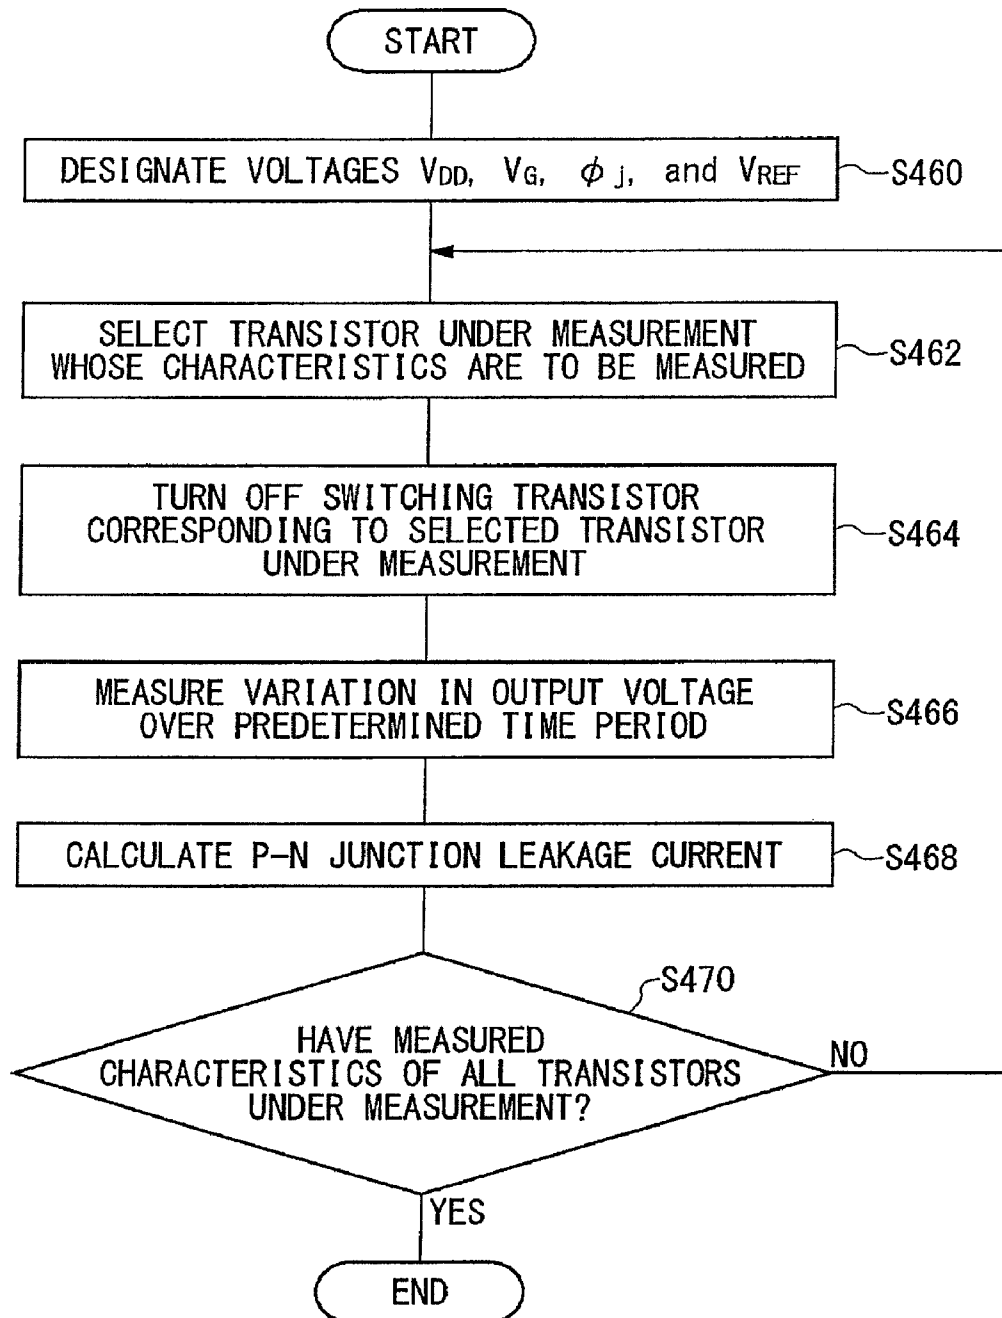 START
DESIGNATE VOLTAGES VDD, VG, ϕj, and VREF
S460
SELECT TRANSISTOR UNDER MEASUREMENT
WHOSE CHARACTERISTICS ARE TO BE MEASURED
S462
TURN OFF SWITCHING TRANSISTOR
CORRESPONDING TO SELECTED TRANSISTOR
UNDER MEASUREMENT
S464
MEASURE VARIATION IN OUTPUT VOLTAGE
OVER PREDETERMINED TIME PERIOD
S466
CALCULATE P-N JUNCTION LEAKAGE CURRENT
S468
S470
HAVE MEASURED
CHARACTERISTICS OF ALL TRANSISTORS
UNDER MEASUREMENT?
NO
YES
END